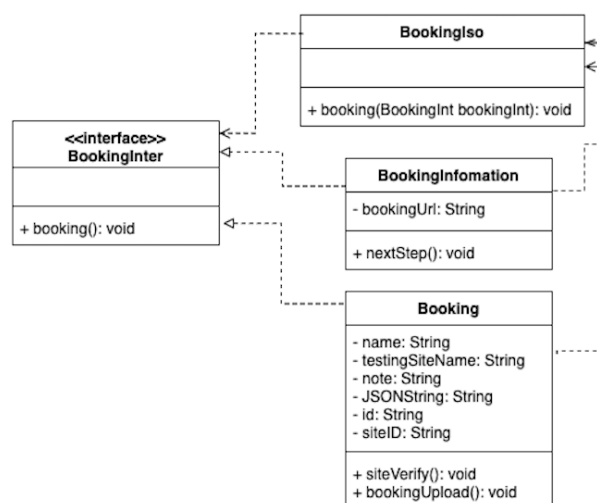 BookingIso
+ booking(BookingInt bookingInt): void
<<interface>>
BookingInter
+ booking(): void
BookingInfomation
- bookingUrl: String
+ nextStep(): void
Booking
- name: String
- testingSiteName: String
- note: String
- JSONString: String
- id: String
- siteID: String
+ siteVerify(): void
+ bookingUpload(): void